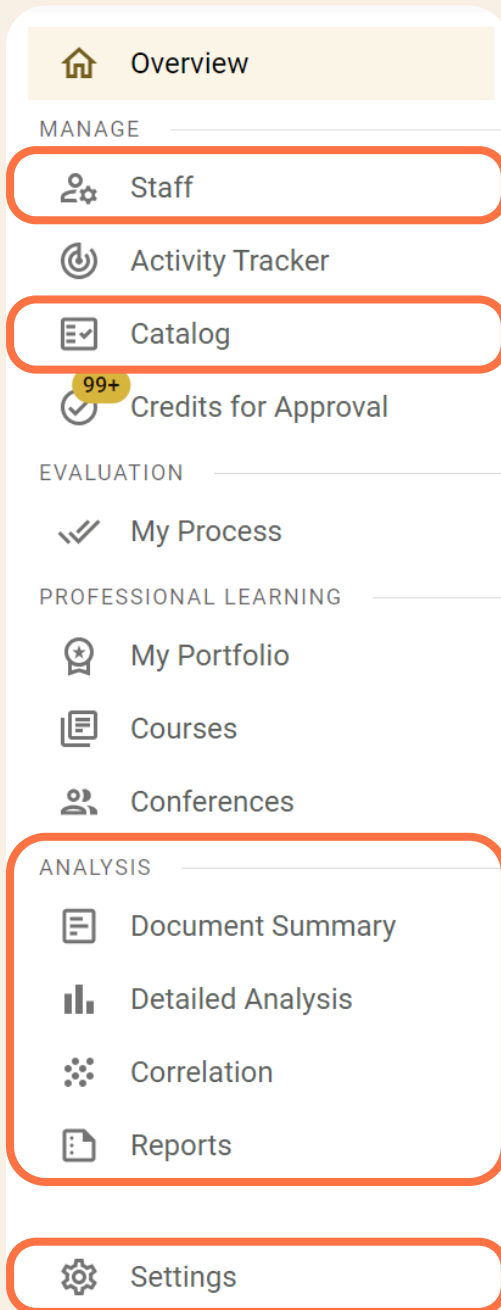 Overview
MANAGE
Staff
Activity Tracker
Catalog
99+
Credits for Approval
EVALUATION
My Process
PROFESSIONAL LEARNING
My Portfolio
Courses
Conferences
ANALYSIS
Document Summary
Detailed Analysis
Correlation
Reports
Settings